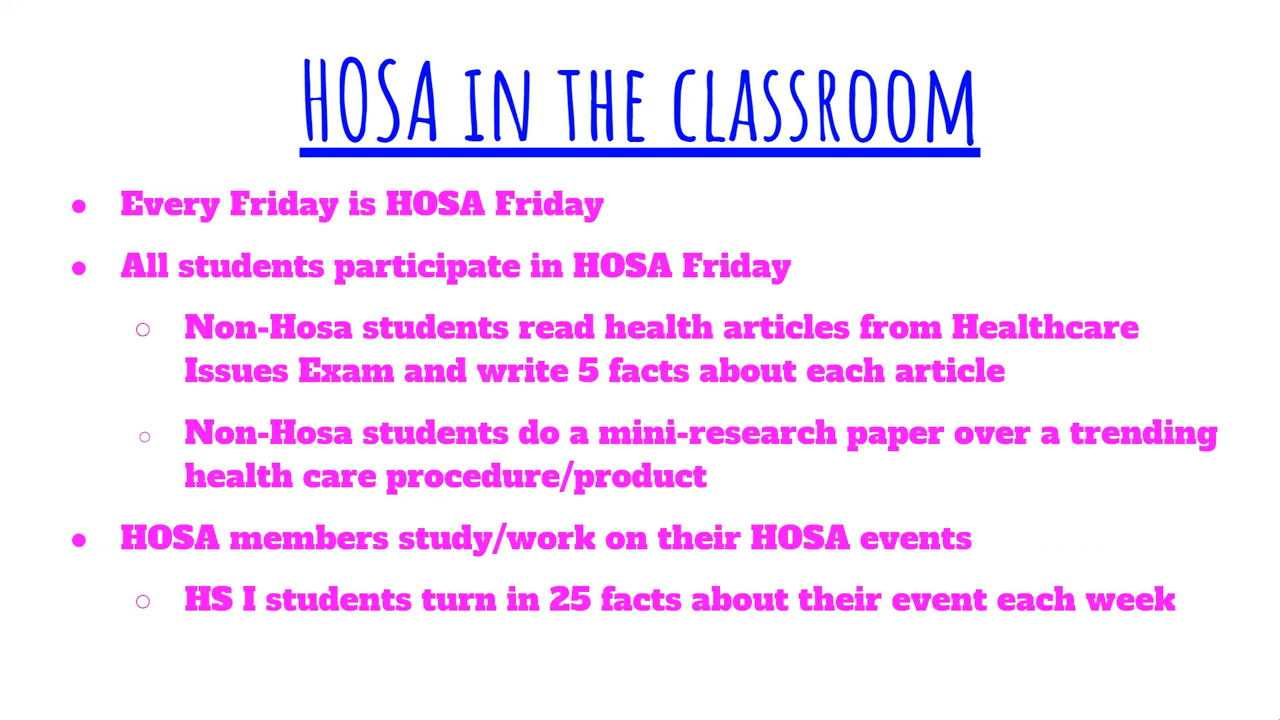 HOSA IN THE CLASSROOM
● Every Friday is HOSA Friday
● All students participate in HOSA Friday
○ Non-Hosa students read health articles from Healthcare
Issues Exam and write 5 facts about each article
○ Non-Hosa students do a mini-research paper over a trending
health care procedure/product
● HOSA members study/work on their HOSA events
○ HS I students turn in 25 facts about their event each week